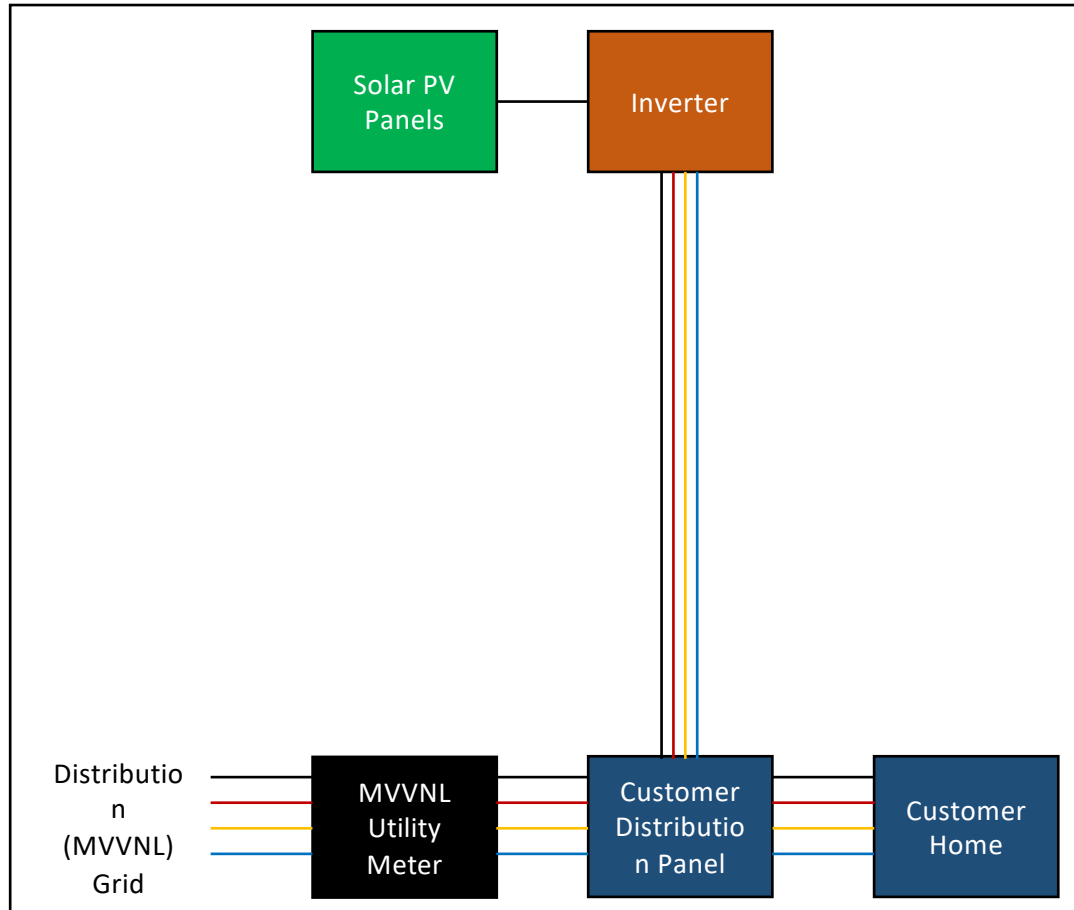 Solar PV
Panels
Inverter
Distributio
n
(MVVNL)
Grid
MVVNL
Utility
Meter
Customer
Distributio
n Panel
Customer
Home